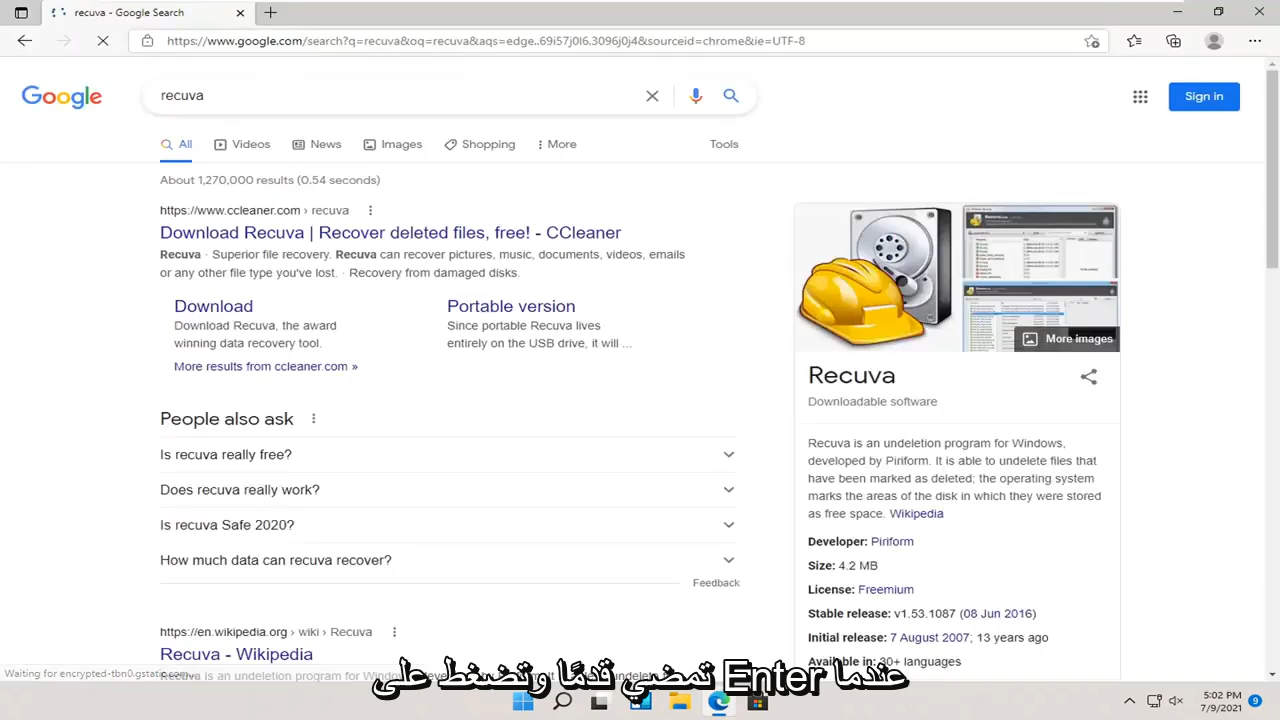 recuva - Google Search
https://www.google.com/search?q=recuva&oq=recuva&aqs=edge..69i57j0l6.3096j0j4&sourceid=chrome&ie=UTF-8
Google
recuva
Sign in
All
Videos
News
Images
Shopping
More
Tools
About 1,270,000 results (0.54 seconds)
https://www.ccleaner.com › recuva
Download Recuva | Recover deleted files, free! - CCleaner
Recuva · Superior file recovery · Recuva can recover pictures, music, documents, videos, emails
or any other file type you've lost. · Recovery from damaged disks.
Download
Download Recuva, the award
winning data recovery tool.
Portable version
Since portable Recuva lives
entirely on the USB drive, it will ...
More results from ccleaner.com »
People also ask
Is recuva really free?
Does recuva really work?
Is recuva Safe 2020?
How much data can recuva recover?
Feedback
https://en.wikipedia.org › wiki › Recuva
Recuva - Wikipedia
More images
Recuva
Downloadable software
Recuva is an undeletion program for Windows,
developed by Piriform. It is able to undelete files that
have been marked as deleted; the operating system
marks the areas of the disk in which they were stored
as free space. Wikipedia
Developer: Piriform
Size: 4.2 MB
License: Freemium
Stable release: v1.53.1087 (08 Jun 2016)
Initial release: 7 August 2007; 13 years ago
Available in: 30+ languages
Waiting for encrypted-tbn0.gstatic.com...
عندما تمضي قدمًا وتضغط على Enter
5:02 PM
7/9/2021
9